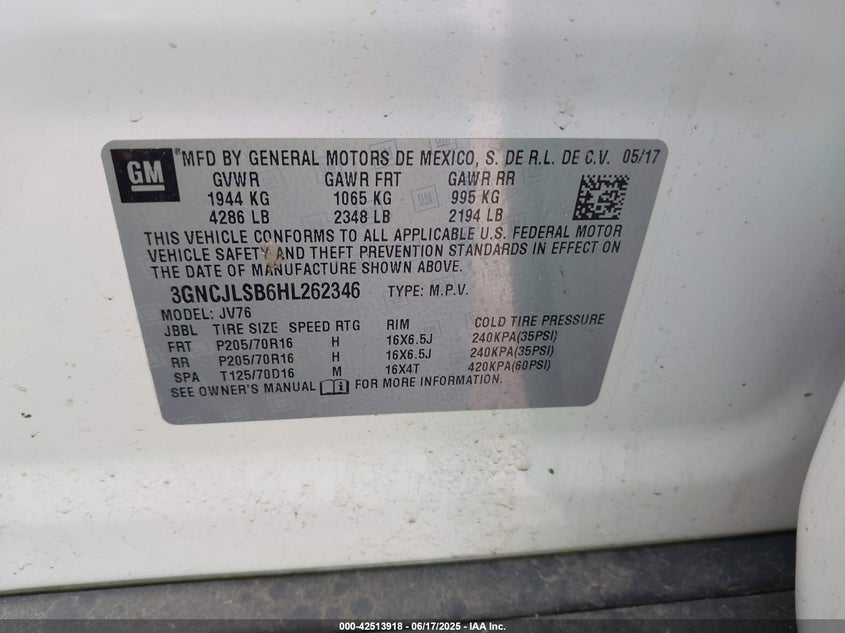 GM
*MFD BY GENERAL MOTORS DE MEXICO, S. DE R.L. DE C.V. 05/17
GVWR GAWR FRT GAWR RR
1944 KG 1065 KG 995 KG
4286 LB 2348 LB 2194 LB
THIS VEHICLE CONFORMS TO ALL APPLICABLE U.S. FEDERAL MOTOR
VEHICLE SAFETY AND THEFT PREVENTION STANDARDS IN EFFECT ON
THE DATE OF MANUFACTURE SHOWN ABOVE.
3GNCJLSB6HL262346 TYPE: M.P.V.
MODEL: JV76
JBBL TIRE SIZE SPEED RTG RIM COLD TIRE PRESSURE
FRT P205/70R16 H 16X6.5J 240KPA(35PSI)
RR P205/70R16 H 16X6.5J 240KPA(35PSI)
SPA T125/70D16 M 16X4T 420KPA(60PSI)
SEE OWNER'S MANUAL FOR MORE INFORMATION.
000-42513918 - 06/17/2025 - IAA Inc.